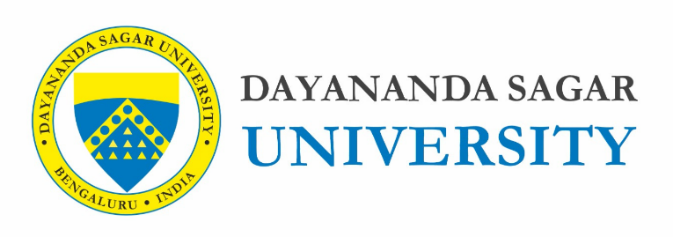 • DAYANANDA SAGAR UNIVERSITY •
BENGALURU • INDIA
DAYANANDA SAGAR
UNIVERSITY